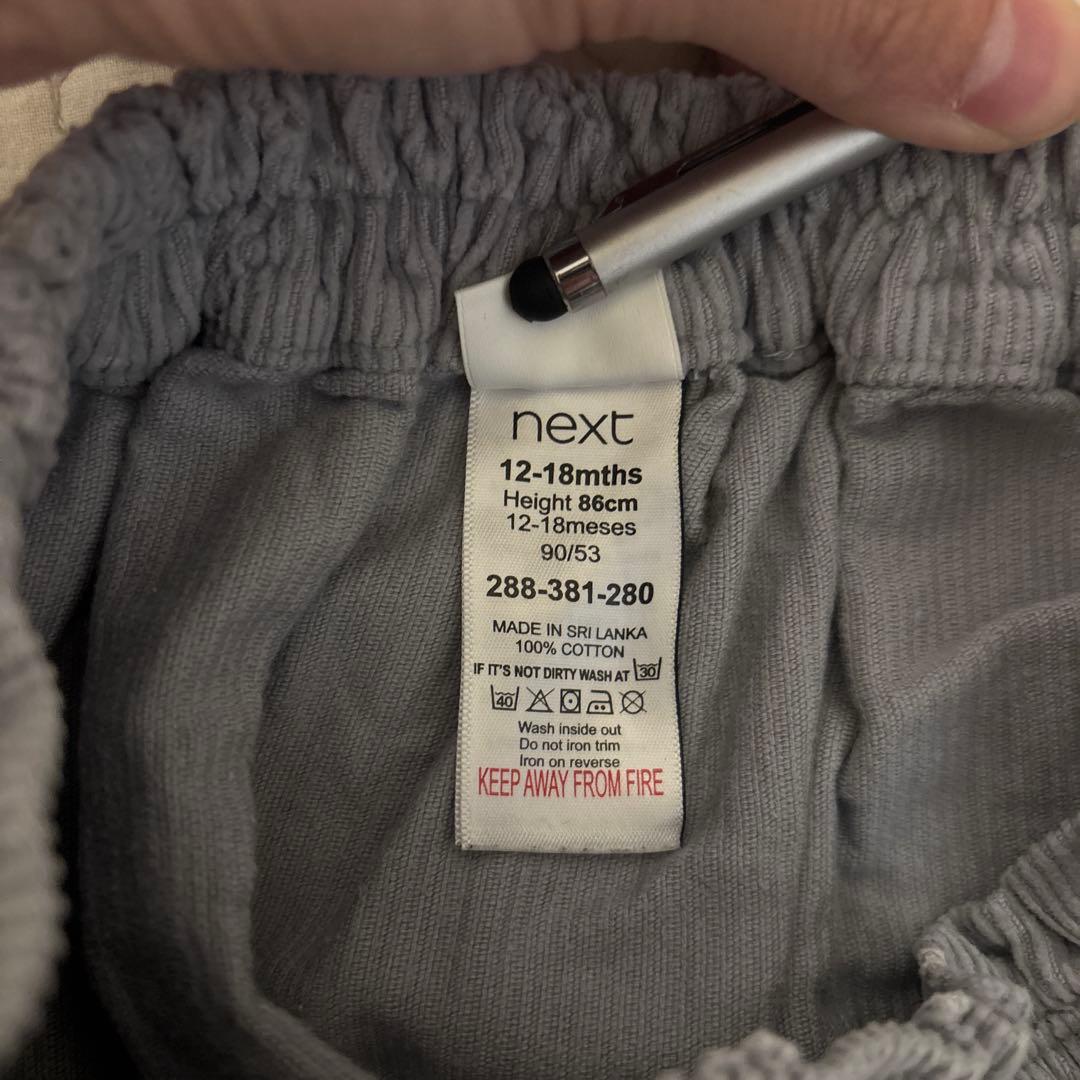 next
12-18mths
Height 86cm
12-18meses
90/53
288-381-280
MADE IN SRI LANKA
100% COTTON
IF IT'S NOT DIRTY WASH AT 30
40
Wash inside out
Do not iron trim
Iron on reverse
KEEP AWAY FROM FIRE